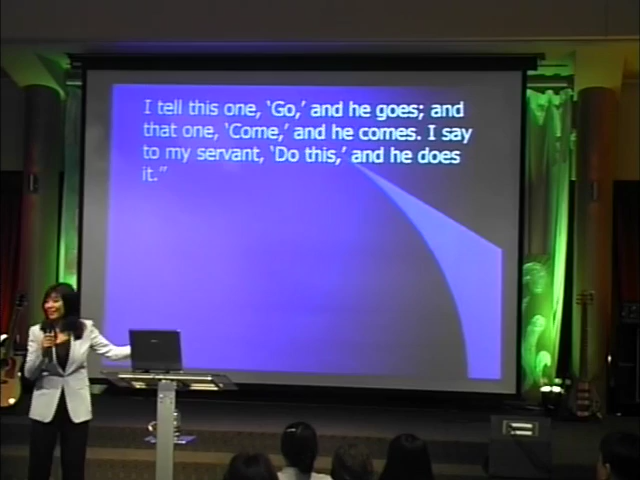 I tell this one, ‘Go,’ and he goes; and
that one, ‘Come,’ and he comes. I say
to my servant, ‘Do this,’ and he does
it.”